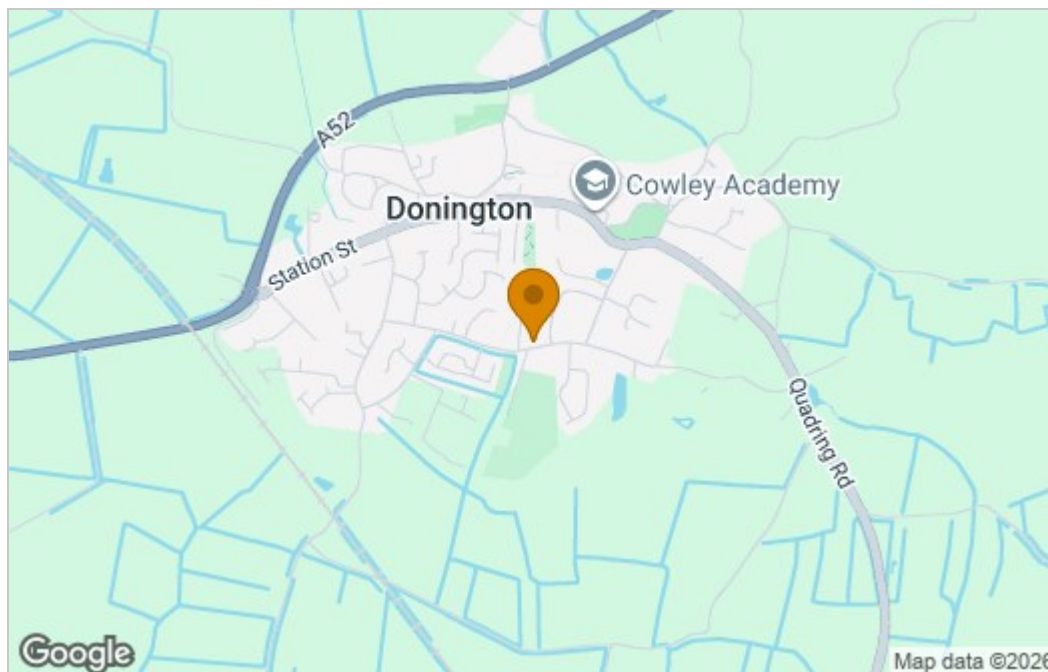 A52
Cowley Academy
Donington
Station St
Quadring Rd
Google
Map data ©2026